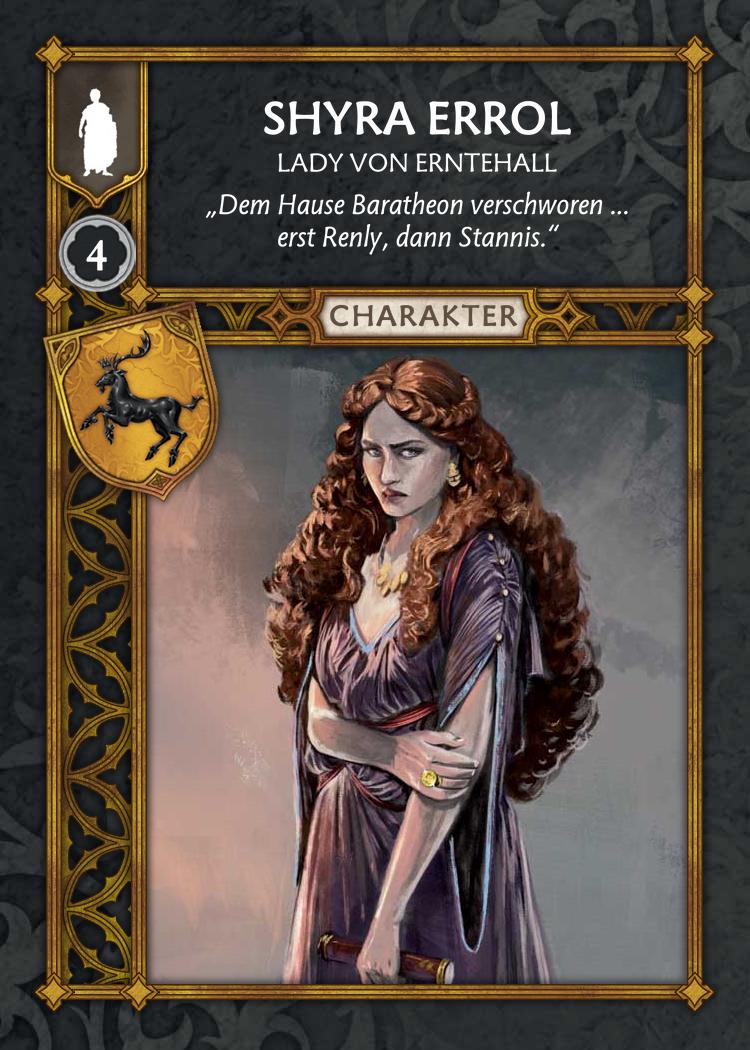 SHYRA ERROL
LADY VON ERNTEHALL
„Dem Hause Baratheon verschworen ...
erst Renly, dann Stannis.“
4
CHARAKTER